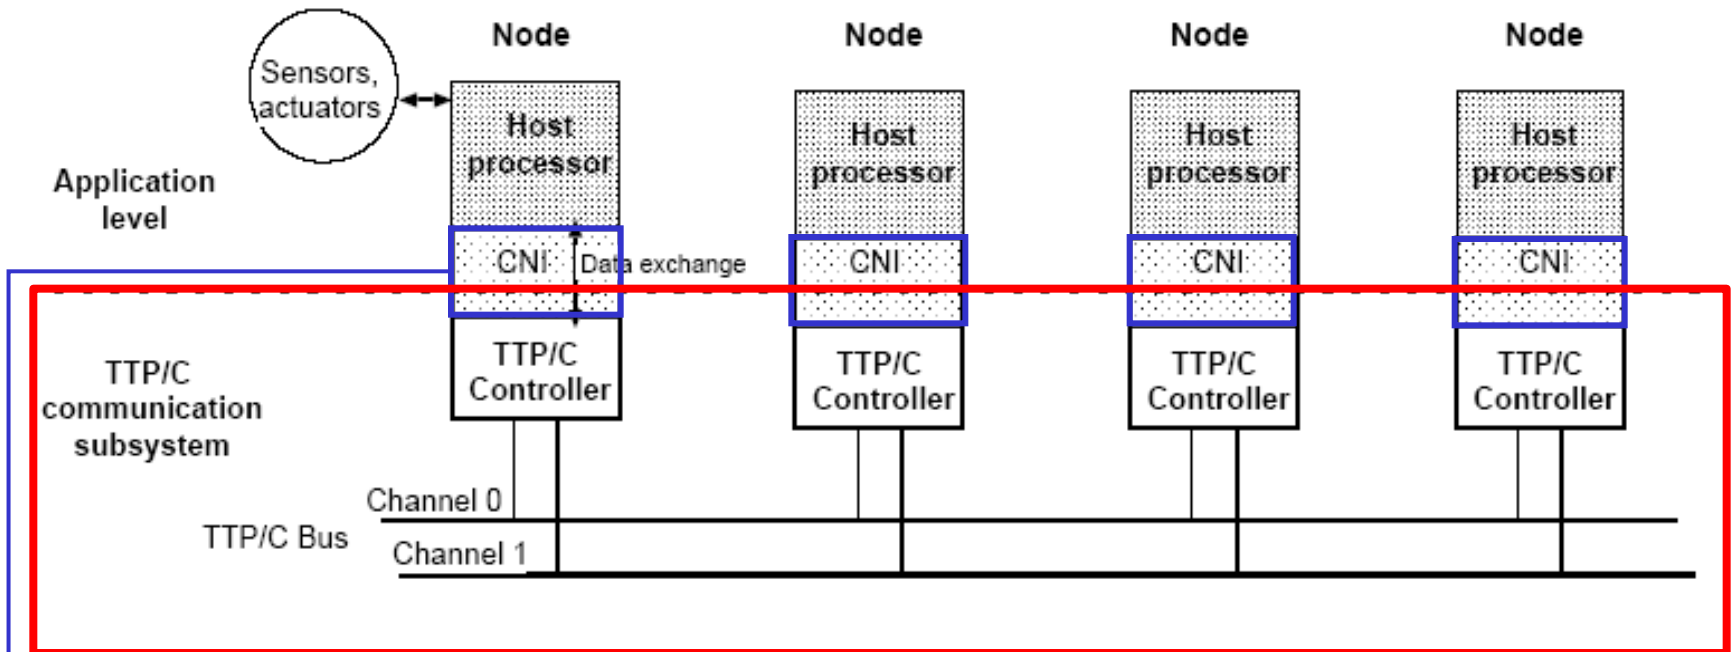 Node
Node
Node
Node
Sensors,
actuators
Host
processor
Host
processor
Host
processor
Host
processor
Application
level
CNI
Data exchange
CNI
CNI
CNI
TTP/C
Controller
TTP/C
Controller
TTP/C
Controller
TTP/C
Controller
TTP/C
communication
subsystem
Channel 0
TTP/C Bus
Channel 1